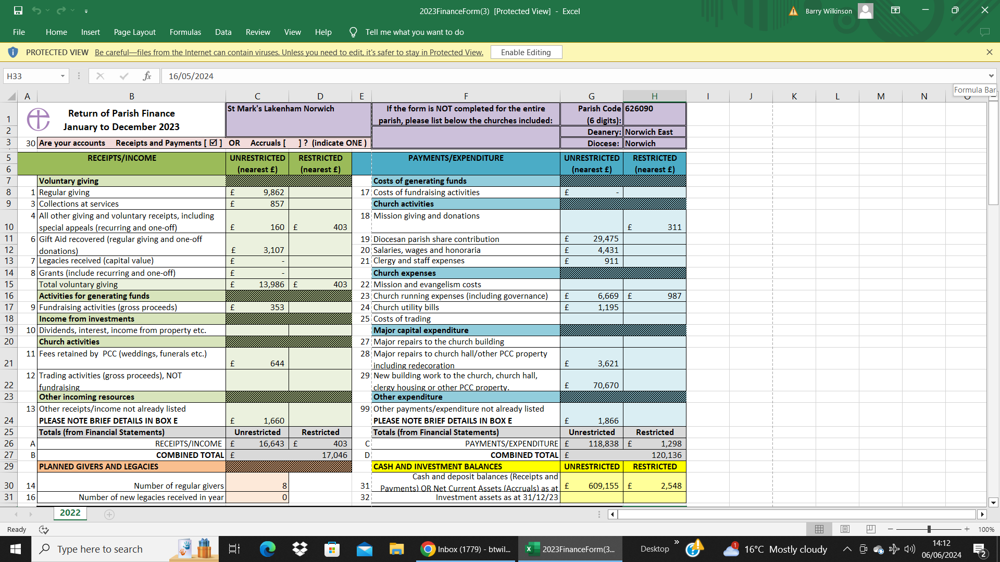 2023FinanceForm(3)  [Protected View]  -  Excel
Barry Wilkinson
File Home Insert Page Layout Formulas Data Review View Help Tell me what you want to do
PROTECTED VIEW Be careful—files from the Internet can contain viruses. Unless you need to edit, it's safer to stay in Protected View. Enable Editing
H33 fx 16/05/2024
Formula Bar
A B C D E F G H I J K L M N O
1 Return of Parish Finance St Mark's Lakenham Norwich If the form is NOT completed for the entire Parish Code 626090
January to December 2023 parish, please list below the churches included: (6 digits):
2 Deanery: Norwich East
3 30 Are your accounts Receipts and Payments [ ☑ ] OR Accruals [ ] ? (indicate ONE ) Diocese: Norwich
5 RECEIPTS/INCOME UNRESTRICTED RESTRICTED PAYMENTS/EXPENDITURE UNRESTRICTED RESTRICTED
6 (nearest £) (nearest £) (nearest £) (nearest £)
7 Voluntary giving Costs of generating funds
8 1 Regular giving £ 9,862 17 Costs of fundraising activities £ -
9 3 Collections at services £ 857 Church activities
4 All other giving and voluntary receipts, including 18 Mission giving and donations
10 special appeals (recurring and one-off) £ 160 £ 403 £ 311
11 6 Gift Aid recovered (regular giving and one-off 19 Diocesan parish share contribution £ 29,475
12 donations) £ 3,107 20 Salaries, wages and honoraria £ 4,431
13 7 Legacies received (capital value) £ - 21 Clergy and staff expenses £ 911
14 8 Grants (include recurring and one-off) £ - Church expenses
15 Total voluntary giving £ 13,986 £ 403 22 Mission and evangelism costs
16 Activities for generating funds 23 Church running expenses (including governance) £ 6,669 £ 987
17 9 Fundraising activities (gross proceeds) £ 353 24 Church utility bills £ 1,195
18 Income from investments 25 Costs of trading
19 10 Dividends, interest, income from property etc. Major capital expenditure
20 Church activities 27 Major repairs to the church building
11 Fees retained by  PCC (weddings, funerals etc.) 28 Major repairs to church hall/other PCC property
21 £ 644 including redecoration £ 3,621
12 Trading activities (gross proceeds), NOT 29 New building work to the church, church hall,
22 fundraising clergy housing or other PCC property. £ 70,670
23 Other incoming resources Other expenditure
13 Other receipts/income not already listed 99 Other payments/expenditure not already listed
24 PLEASE NOTE BRIEF DETAILS IN BOX E £ 1,660 PLEASE NOTE BRIEF DETAILS IN BOX E £ 1,866
25 Totals (from Financial Statements) Unrestricted Restricted Totals (from Financial Statements) Unrestricted Restricted
26 A RECEIPTS/INCOME £ 16,643 £ 403 C PAYMENTS/EXPENDITURE £ 118,838 £ 1,298
27 B COMBINED TOTAL £ 17,046 D COMBINED TOTAL £ 120,136
29 PLANNED GIVERS AND LEGACIES CASH AND INVESTMENT BALANCES UNRESTRICTED RESTRICTED
Cash and deposit balances (Receipts and
30 14 Number of regular givers 8 31 Payments) OR Net Current Assets (Accruals) as at £ 609,155 £ 2,548
31 16 Number of new legacies received in year 0 32 Investment assets as at 31/12/23
2022
Ready 100%
Type here to search Inbox (1779) - btwil... 2023FinanceForm(3... Desktop 1 16°C Mostly cloudy 14:12
06/06/2024 2